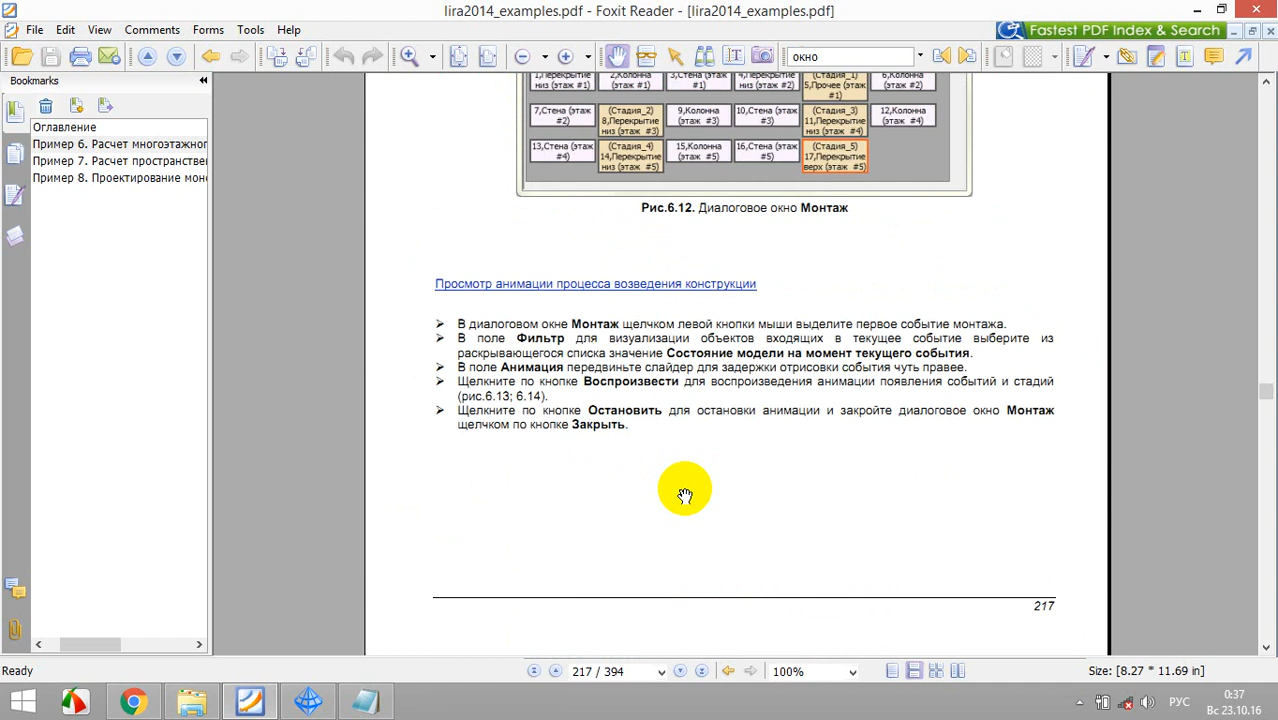 lira2014_examples.pdf - Foxit Reader - [lira2014_examples.pdf]
File Edit View Comments Forms Tools Help
Fastest PDF Index & Search
окно
Bookmarks
Оглавление
Пример 6. Расчет многоэтажног
Пример 7. Расчет пространстве
Пример 8. Проектирование мон
1,Перекрытие низ (этаж #1)
2,Колонна (этаж #1)
3,Стена (этаж #1)
4,Перекрытие низ (этаж #2)
(Стадия_1) 5,Прочее (этаж #1)
6,Колонна (этаж #2)
7,Стена (этаж #2)
(Стадия_2) 8,Перекрытие низ (этаж #3)
9,Колонна (этаж #3)
10,Стена (этаж #3)
(Стадия_3) 11,Перекрытие низ (этаж #4)
12,Колонна (этаж #4)
13,Стена (этаж #4)
(Стадия_4) 14,Перекрытие низ (этаж #5)
15,Колонна (этаж #5)
16,Стена (этаж #5)
(Стадия_5) 17,Перекрытие верх (этаж #5)
Рис.6.12. Диалоговое окно Монтаж
Просмотр анимации процесса возведения конструкции
В диалоговом окне Монтаж щелчком левой кнопки мыши выделите первое событие монтажа.
В поле Фильтр для визуализации объектов входящих в текущее событие выберите из
раскрывающегося списка значение Состояние модели на момент текущего события.
В поле Анимация передвиньте слайдер для задержки отрисовки события чуть правее.
Щелкните по кнопке Воспроизвести для воспроизведения анимации появления событий и стадий
(рис.6.13; 6.14).
Щелкните по кнопке Остановить для остановки анимации и закройте диалоговое окно Монтаж
щелчком по кнопке Закрыть.
217
Ready
217 / 394
100%
Size: [8.27 * 11.69 in]
РУС
0:37
Вс 23.10.16